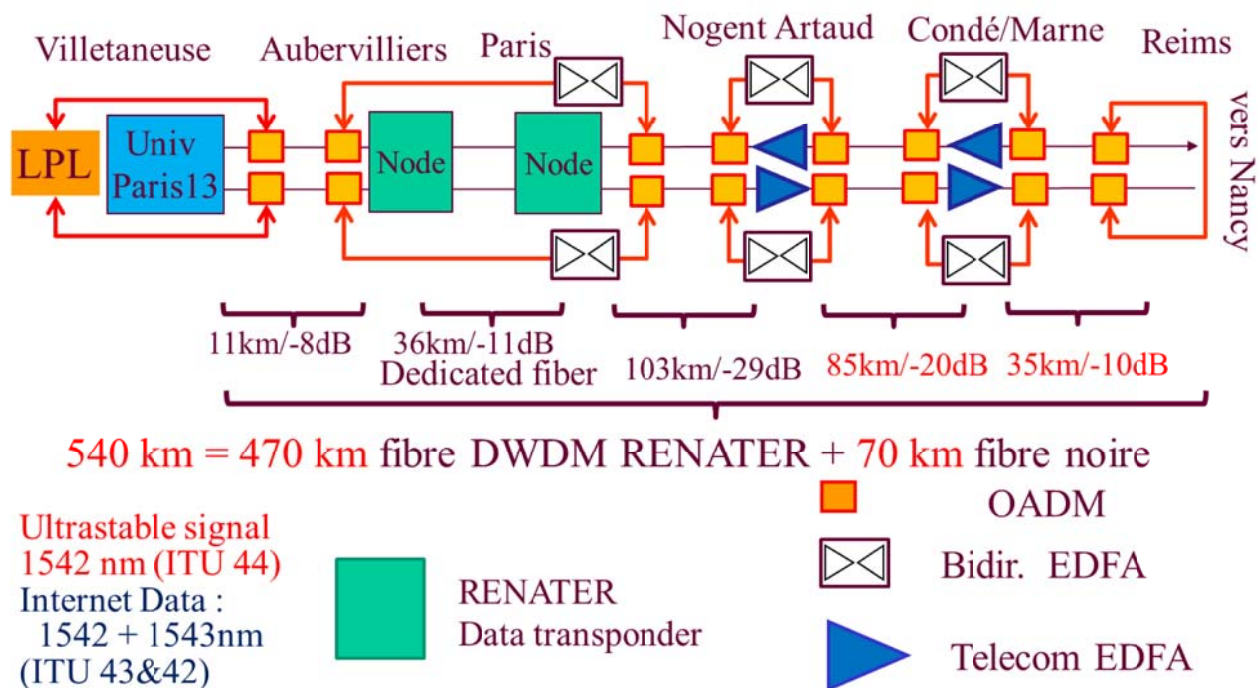 Villetaneuse Aubervilliers Paris Nogent Artaud Condé/Marne Reims
vers Nancy
LPL
Univ
Paris13
Node
Node
11km/-8dB
36km/-11dB
Dedicated fiber
103km/-29dB
85km/-20dB
35km/-10dB
540 km = 470 km fibre DWDM RENATER + 70 km fibre noire
Ultrastable signal
1542 nm (ITU 44)
Internet Data :
1542 + 1543nm
(ITU 43&42)
RENATER
Data transponder
OADM
Bidir. EDFA
Telecom EDFA